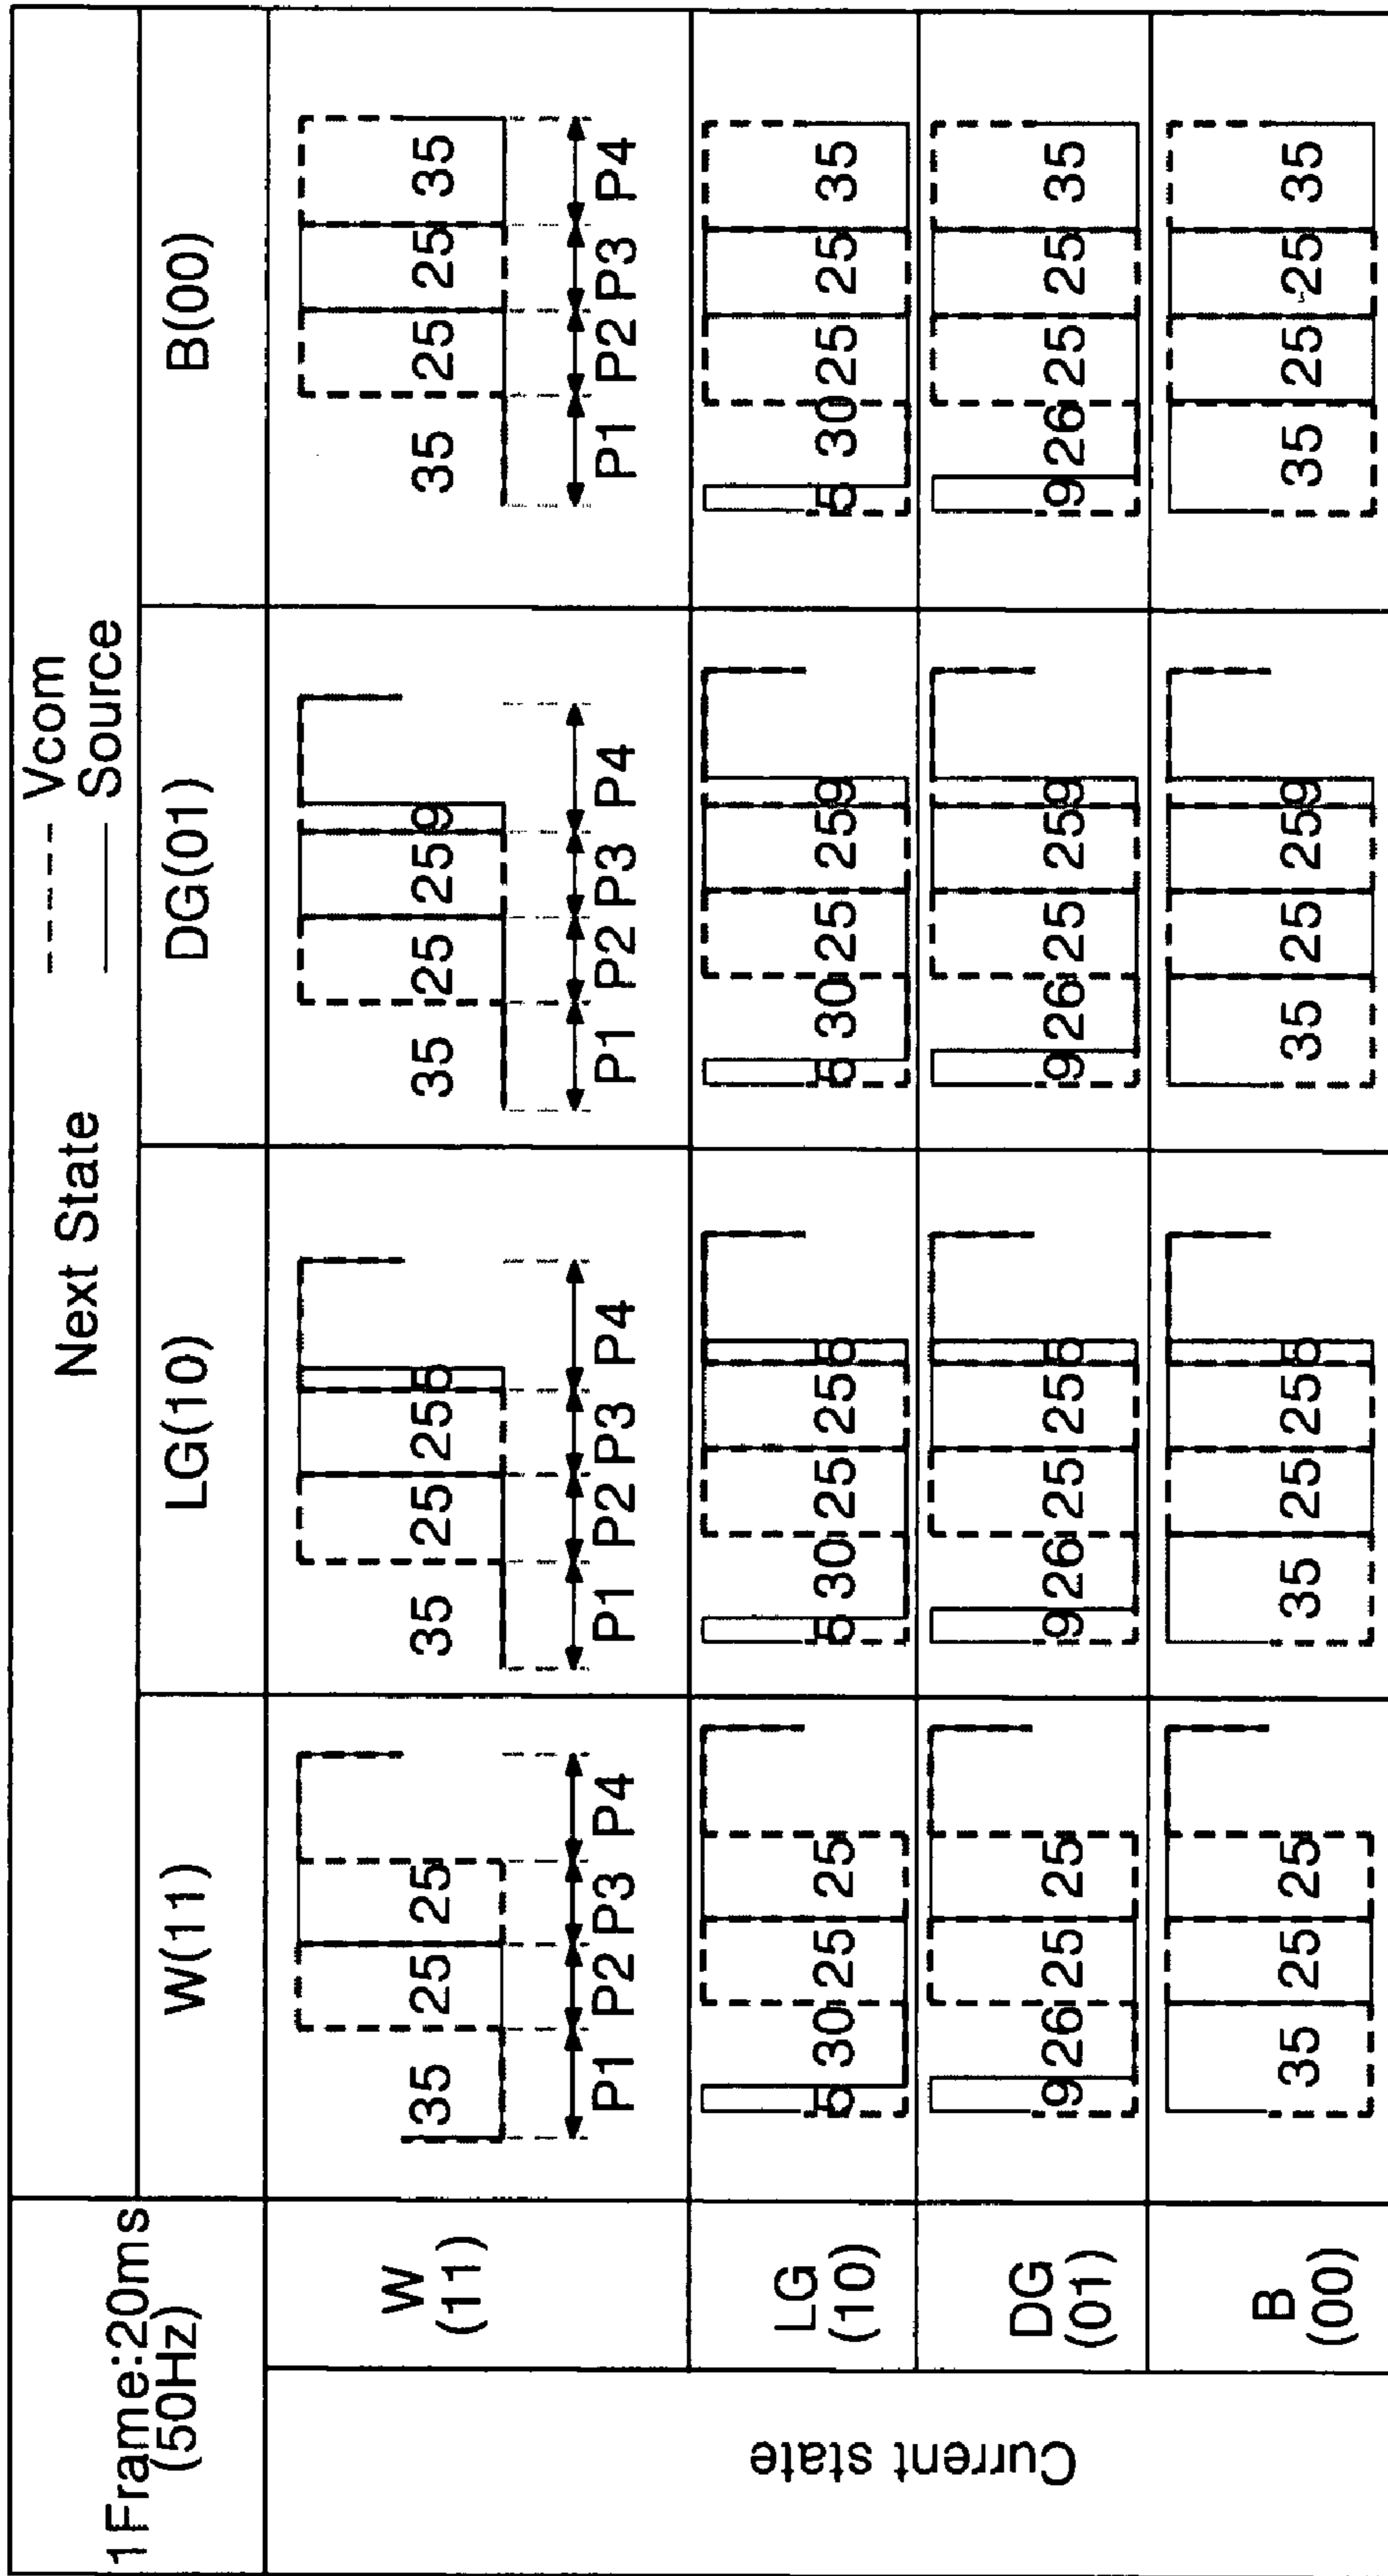 1Frame:20ms
(50Hz)
Next State
Vcom
Source
W(11)
LG(10)
DG(01)
B(00)
Current state
W
(11)
35 25 25
P1 P2 P3 P4
35 25 25 5
P1 P2 P3 P4
35 25 25 9
P1 P2 P3 P4
35 25 25 35
P1 P2 P3 P4
LG
(10)
5 30 25 25
5 30 25 25 5
5 30 25 25 9
5 30 25 25 35
DG
(01)
9 26 25 25
9 26 25 25 5
9 26 25 25 9
9 26 25 25 35
B
(00)
35 25 25
35 25 25 5
35 25 25 9
35 25 25 35